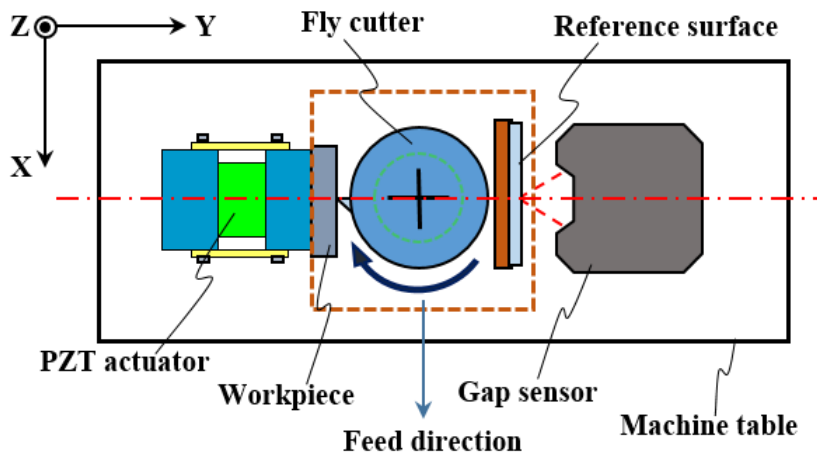 Z
Y
Fly cutter
Reference surface
X
PZT actuator
Workpiece
Gap sensor
Machine table
Feed direction